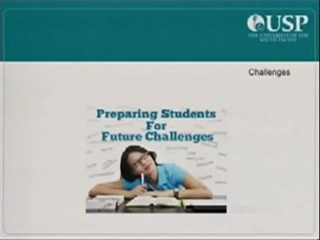 USP
THE UNIVERSITY OF THE
SOUTH PACIFIC
Challenges
Preparing Students
For
Future Challenges